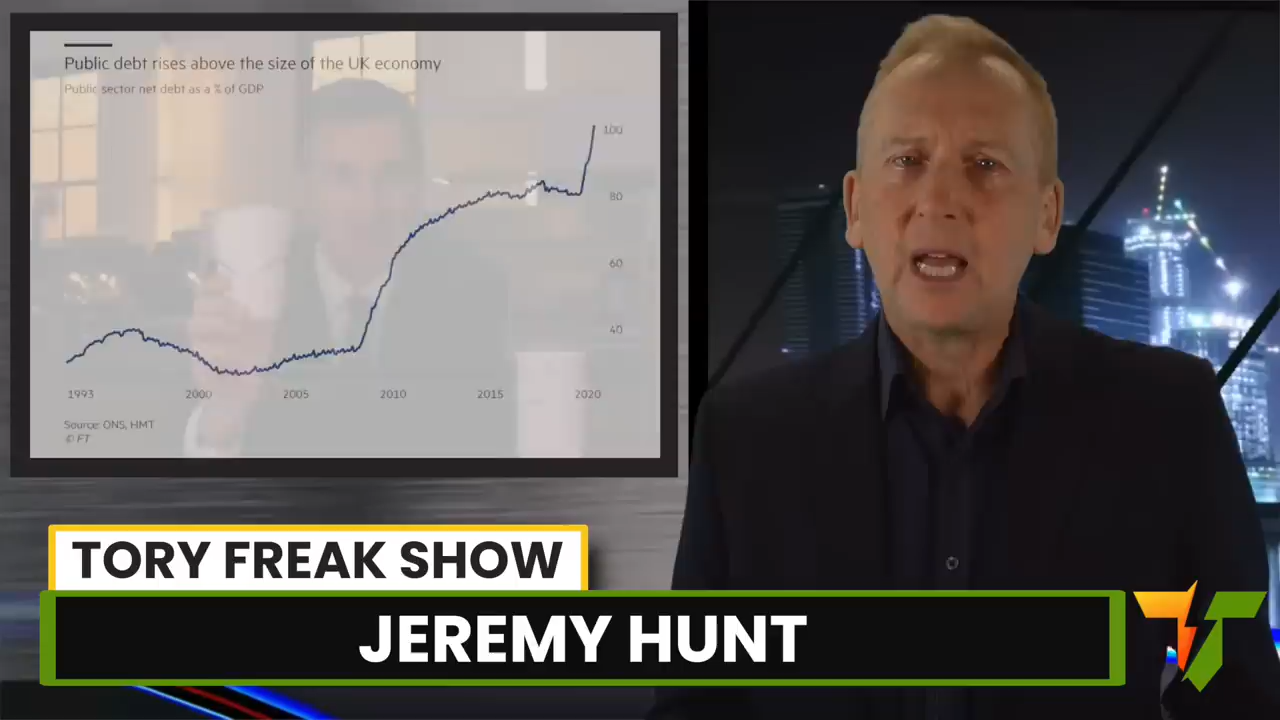 Public debt rises above the size of the UK economy
Public sector net debt as a % of GDP
100
80
60
40
1993 2000 2005 2010 2015 2020
Source: ONS, HMT
© FT
TORY FREAK SHOW
JEREMY HUNT